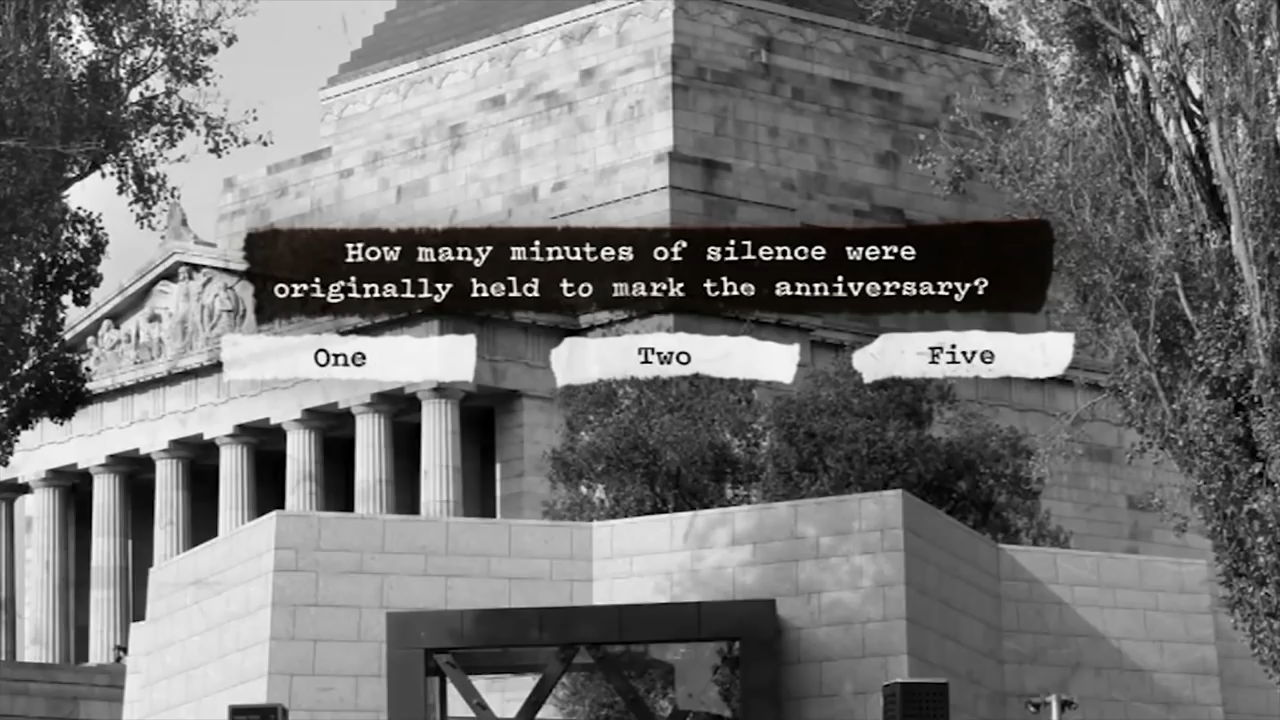 How many minutes of silence were
originally held to mark the anniversary?
One
Two
Five